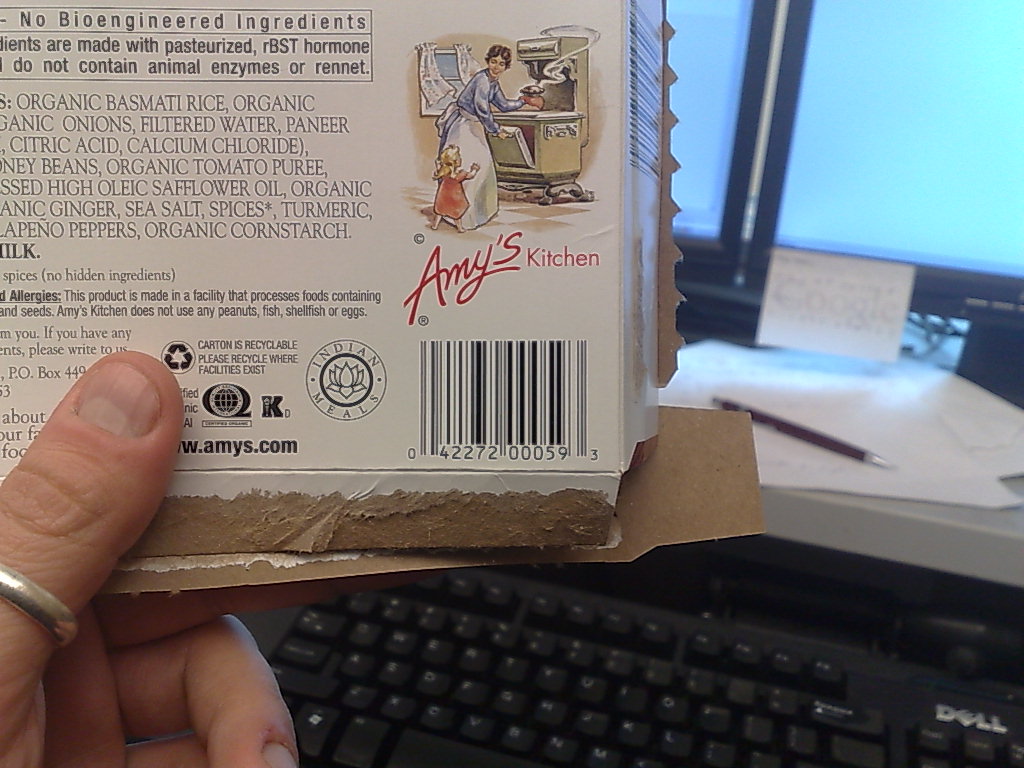 - No Bioengineered Ingredients
dients are made with pasteurized, rBST hormone
do not contain animal enzymes or rennet.
S: ORGANIC BASMATI RICE, ORGANIC
GANIC ONIONS, FILTERED WATER, PANEER
, CITRIC ACID, CALCIUM CHLORIDE),
NEY BEANS, ORGANIC TOMATO PUREE,
SSED HIGH OLEIC SAFFLOWER OIL, ORGANIC
ANIC GINGER, SEA SALT, SPICES*, TURMERIC,
LAPEÑO PEPPERS, ORGANIC CORNSTARCH.
MILK.
spices (no hidden ingredients)
d Allergies: This product is made in a facility that processes foods containing
and seeds. Amy's Kitchen does not use any peanuts, fish, shellfish or eggs.
m you. If you have any
ents, please write to us
, P.O. Box 449
53
about
our fa
foo
© Amy's Kitchen ®
CARTON IS RECYCLABLE
PLEASE RECYCLE WHERE
FACILITIES EXIST
INDIAN MEALS
fied
nic
AI
CERTIFIED ORGANIC
K D
w.amys.com
0 42272 00059 3
DELL